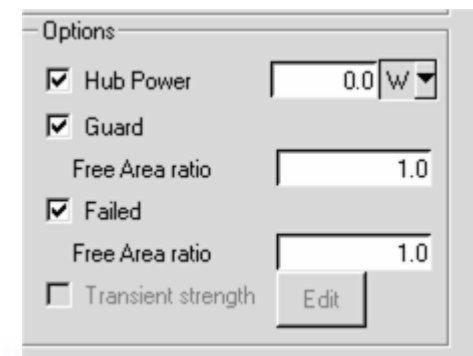 Options
Hub Power 0.0 W
Guard
Free Area ratio 1.0
Failed
Free Area ratio 1.0
Transient strength Edit